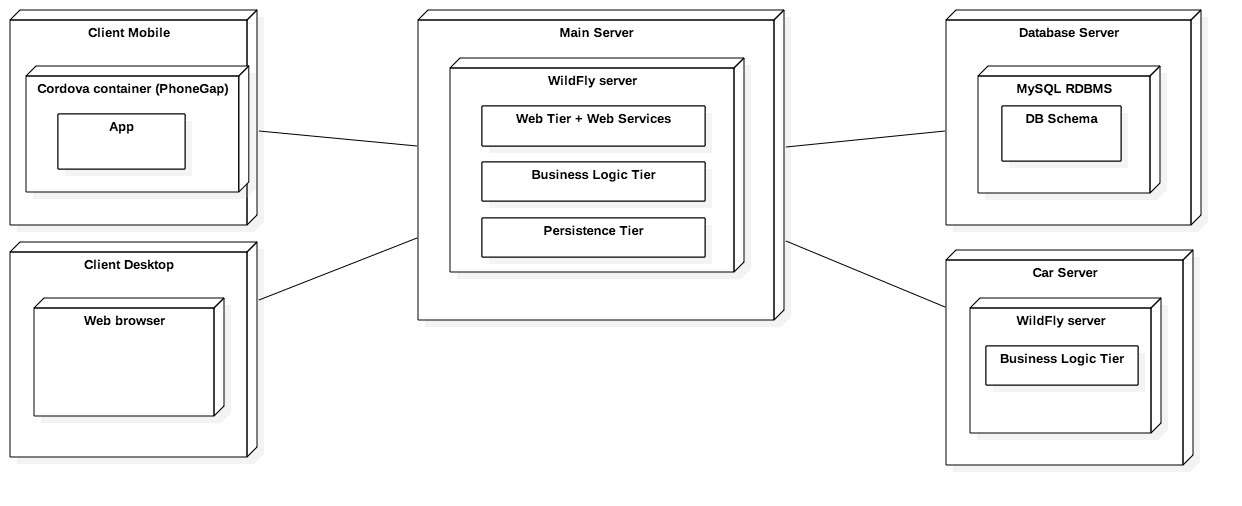 Client Mobile
Cordova container (PhoneGap)
App
Client Desktop
Web browser
Main Server
WildFly server
Web Tier + Web Services
Business Logic Tier
Persistence Tier
Database Server
MySQL RDBMS
DB Schema
Car Server
WildFly server
Business Logic Tier